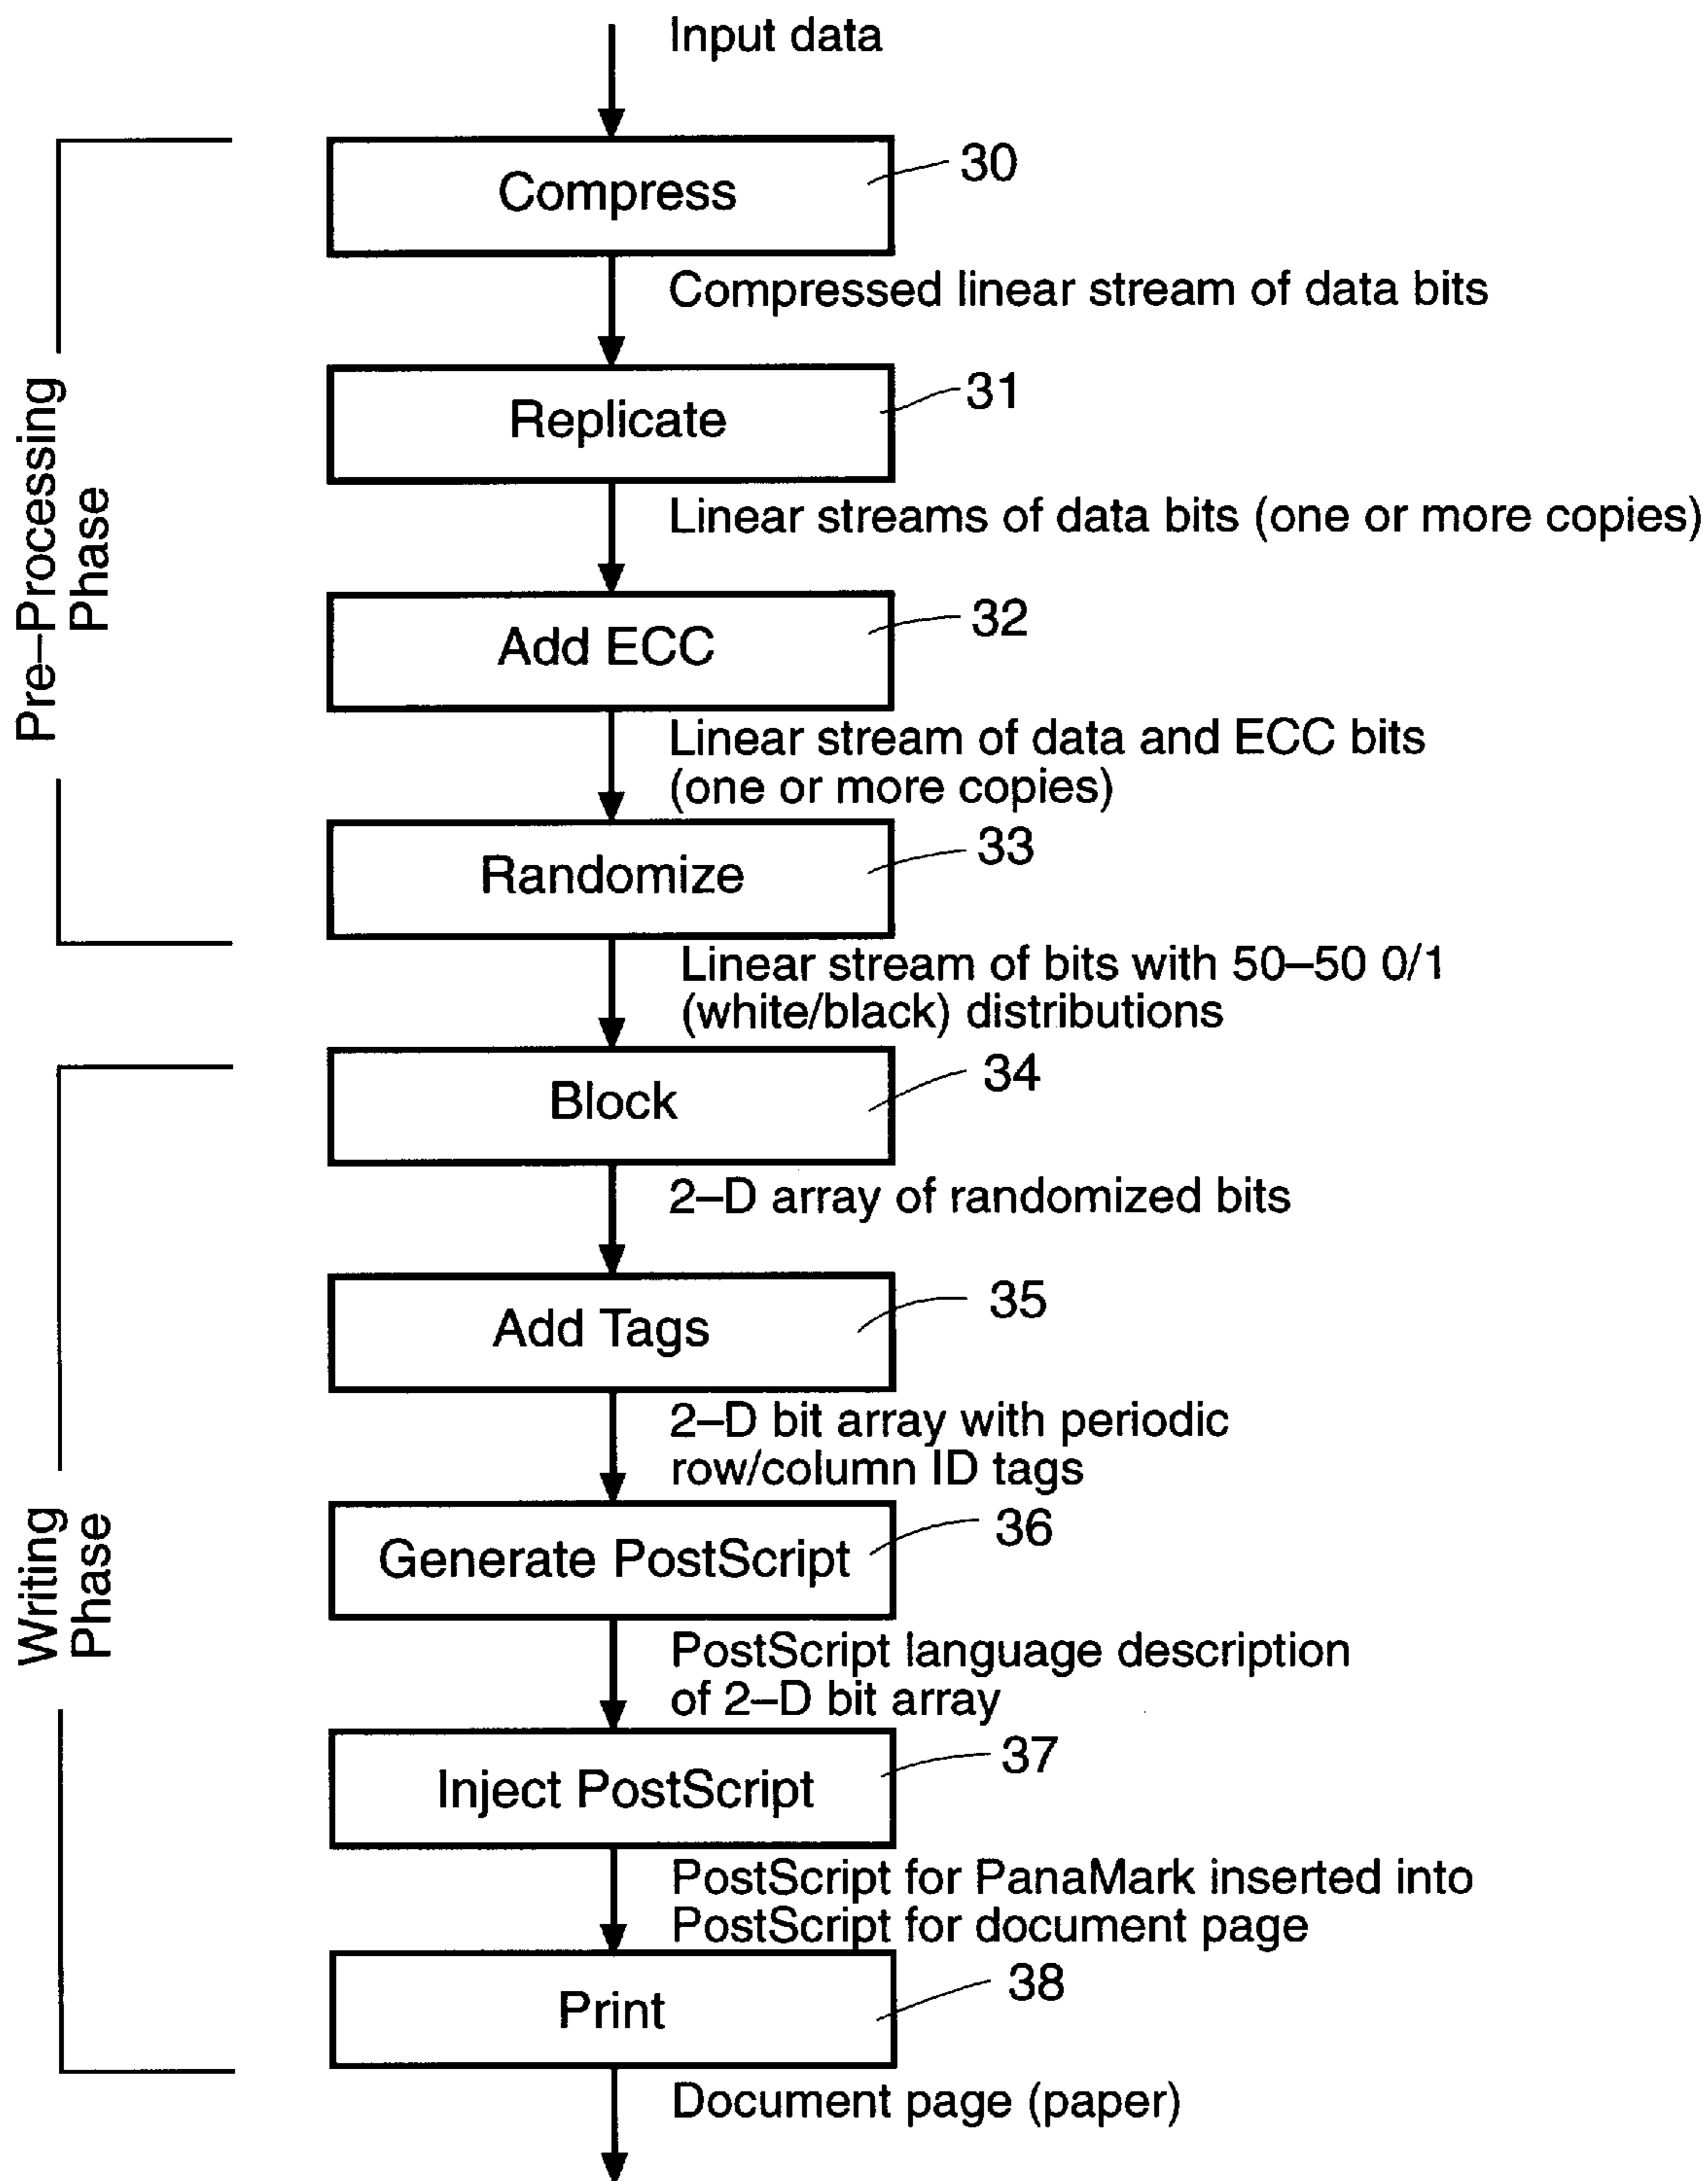 Input data
Compress
30
Compressed linear stream of data bits
Replicate
31
Linear streams of data bits (one or more copies)
Add ECC
32
Linear stream of data and ECC bits
(one or more copies)
Randomize
33
Pre–Processing
Phase
Linear stream of bits with 50–50 0/1
(white/black) distributions
Block
34
2–D array of randomized bits
Add Tags
35
2–D bit array with periodic
row/column ID tags
Generate PostScript
36
PostScript language description
of 2–D bit array
Inject PostScript
37
PostScript for PanaMark inserted into
PostScript for document page
Print
38
Writing
Phase
Document page (paper)